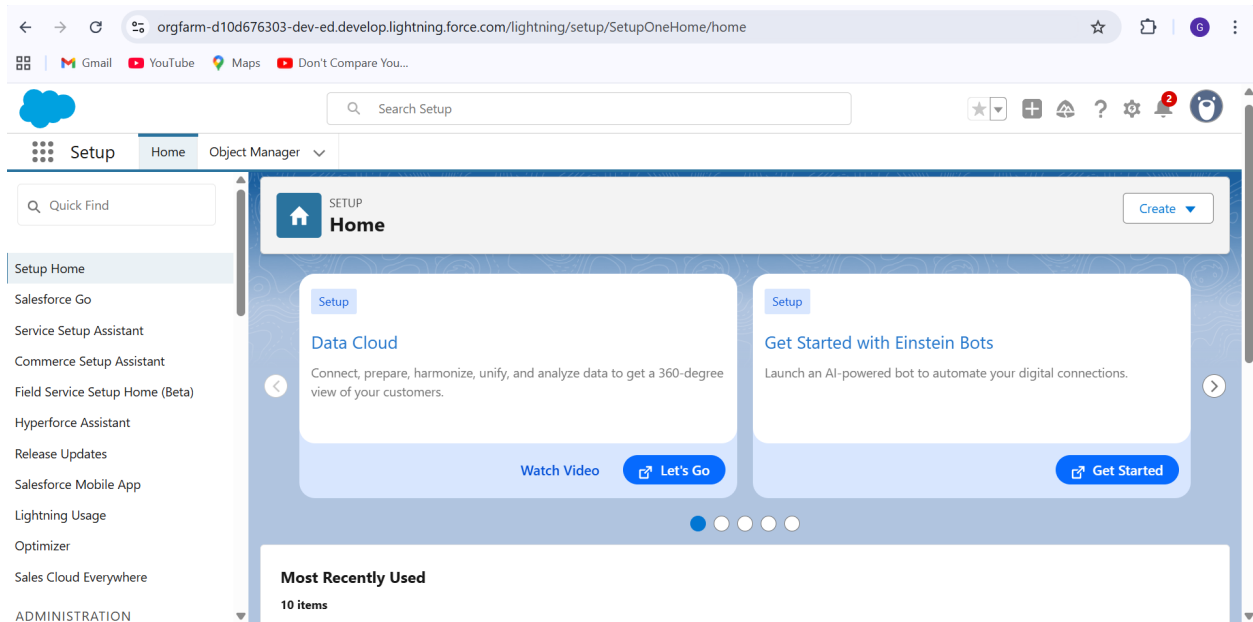 orgfarm-d10d676303-dev-ed.develop.lightning.force.com/lightning/setup/SetupOneHome/home
G
Gmail
YouTube
Maps
Don't Compare You...
Search Setup
2
Setup
Home
Object Manager
Quick Find
Setup Home
Salesforce Go
Service Setup Assistant
Commerce Setup Assistant
Field Service Setup Home (Beta)
Hyperforce Assistant
Release Updates
Salesforce Mobile App
Lightning Usage
Optimizer
Sales Cloud Everywhere
ADMINISTRATION
SETUP
Home
Create
Setup
Data Cloud
Connect, prepare, harmonize, unify, and analyze data to get a 360-degree
view of your customers.
Watch Video
Let's Go
Setup
Get Started with Einstein Bots
Launch an AI-powered bot to automate your digital connections.
Get Started
Most Recently Used
10 items